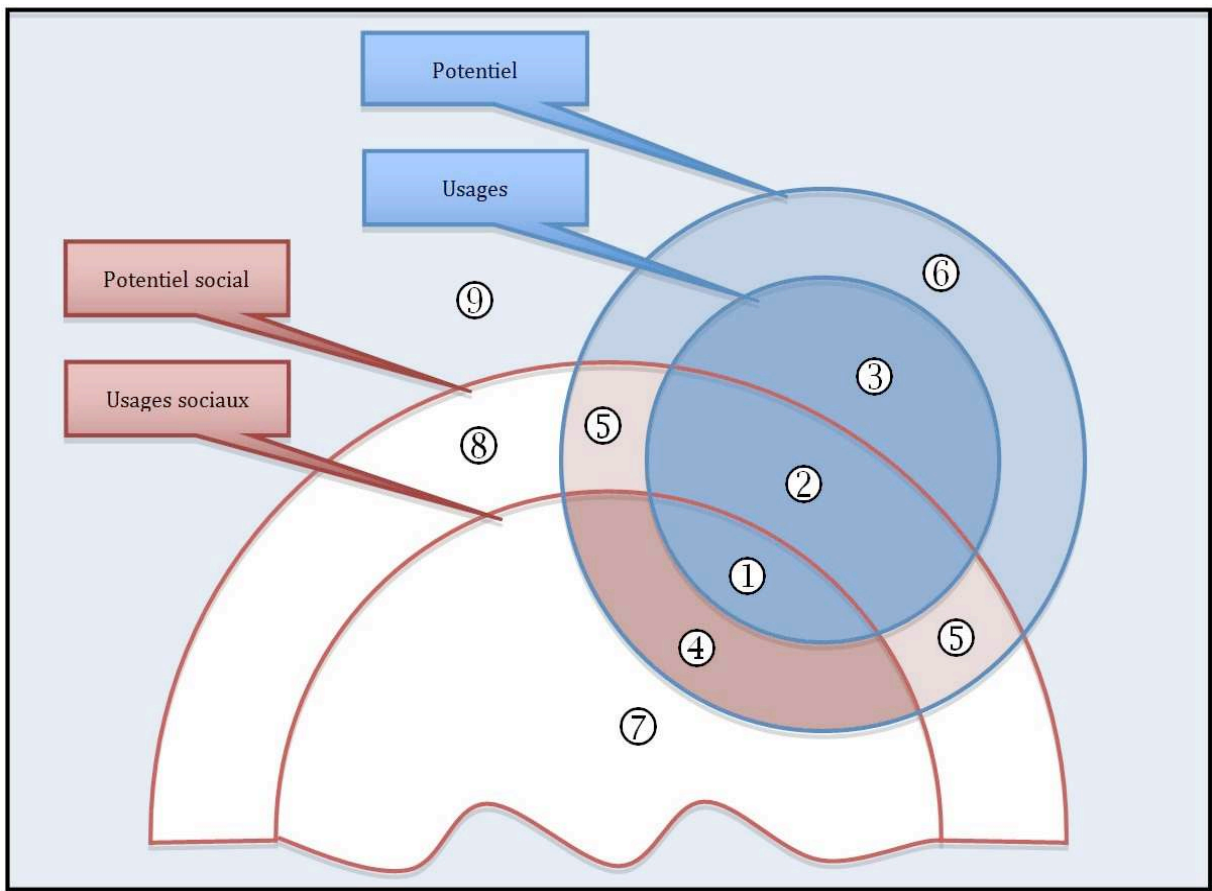 Potentiel
Usages
Potentiel social
Usages sociaux
⑥
⑨
③
⑤
⑧
②
①
⑤
④
⑦